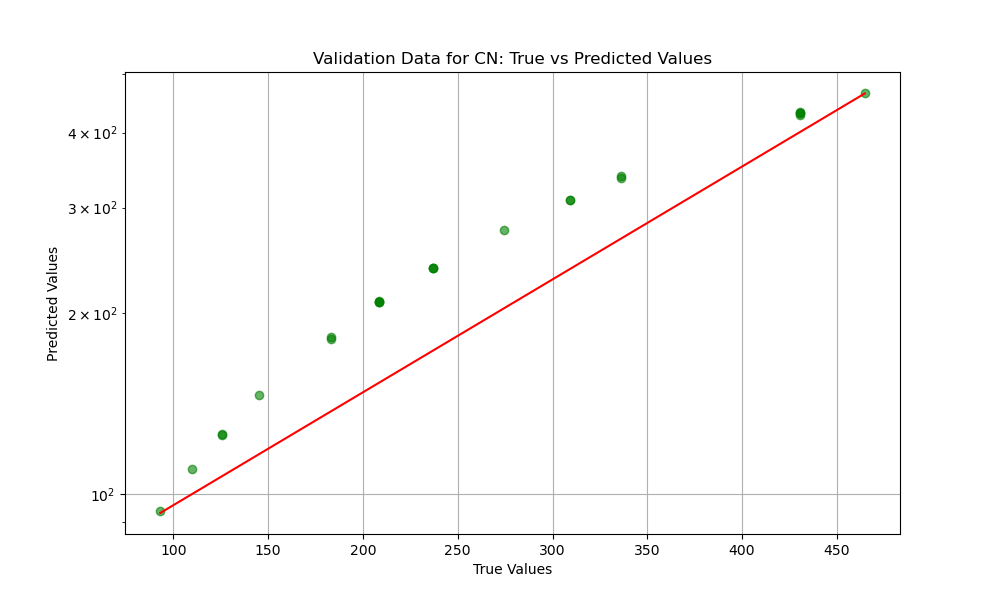 Validation Data for CN: True vs Predicted Values
Predicted Values
4 × 10²
3 × 10²
2 × 10²
10²
100 150 200 250 300 350 400 450
True Values